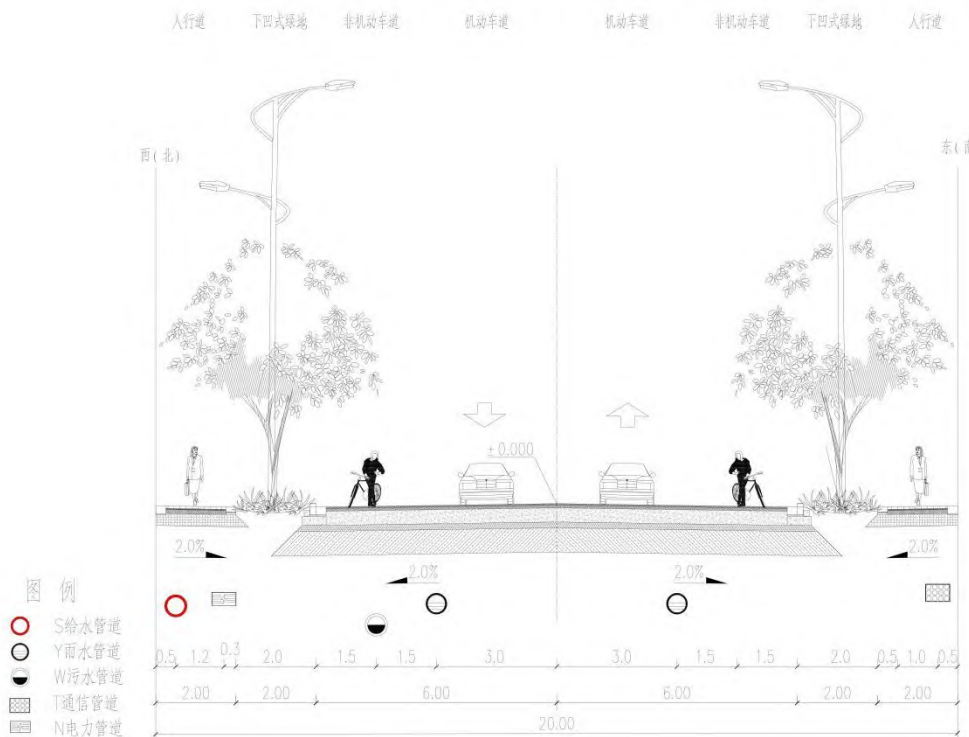 人行道 下凹式绿地 非机动车道 机动车道 机动车道 非机动车道 下凹式绿地 人行道
西(北)
东(南
±0.000
2.0% 2.0%
2.0% 2.0%
图 例
S给水管道
Y雨水管道
W污水管道
T通信管道
N电力管道
0.5 1.2 0.3 2.0 1.5 1.5 3.0 3.0 1.5 1.5 2.0 0.5 1.0 0.5
2.00 2.00 6.00 6.00 2.00 2.00
20.00